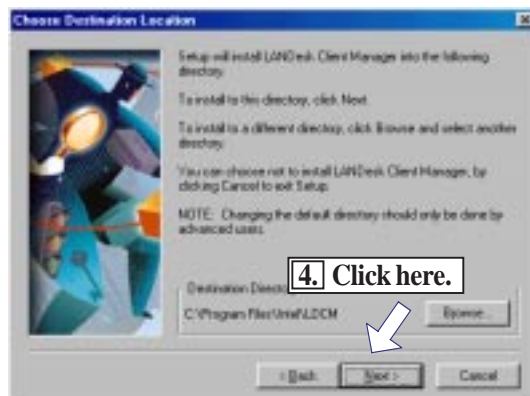 Choose Destination Location
Setup will install LANDesk Client Manager into the following
directory.
To install to this directory, click Next.
To install to a different directory, click Browse and select another
directory.
You can choose not to install LANDesk Client Manager, by
clicking Cancel to exit Setup.
NOTE: Changing the default directory should only be done by
advanced users.
4. Click here.
Destination Direct
C:\Program Files\Intel\LDCM
Browse...
< Back
Next >
Cancel